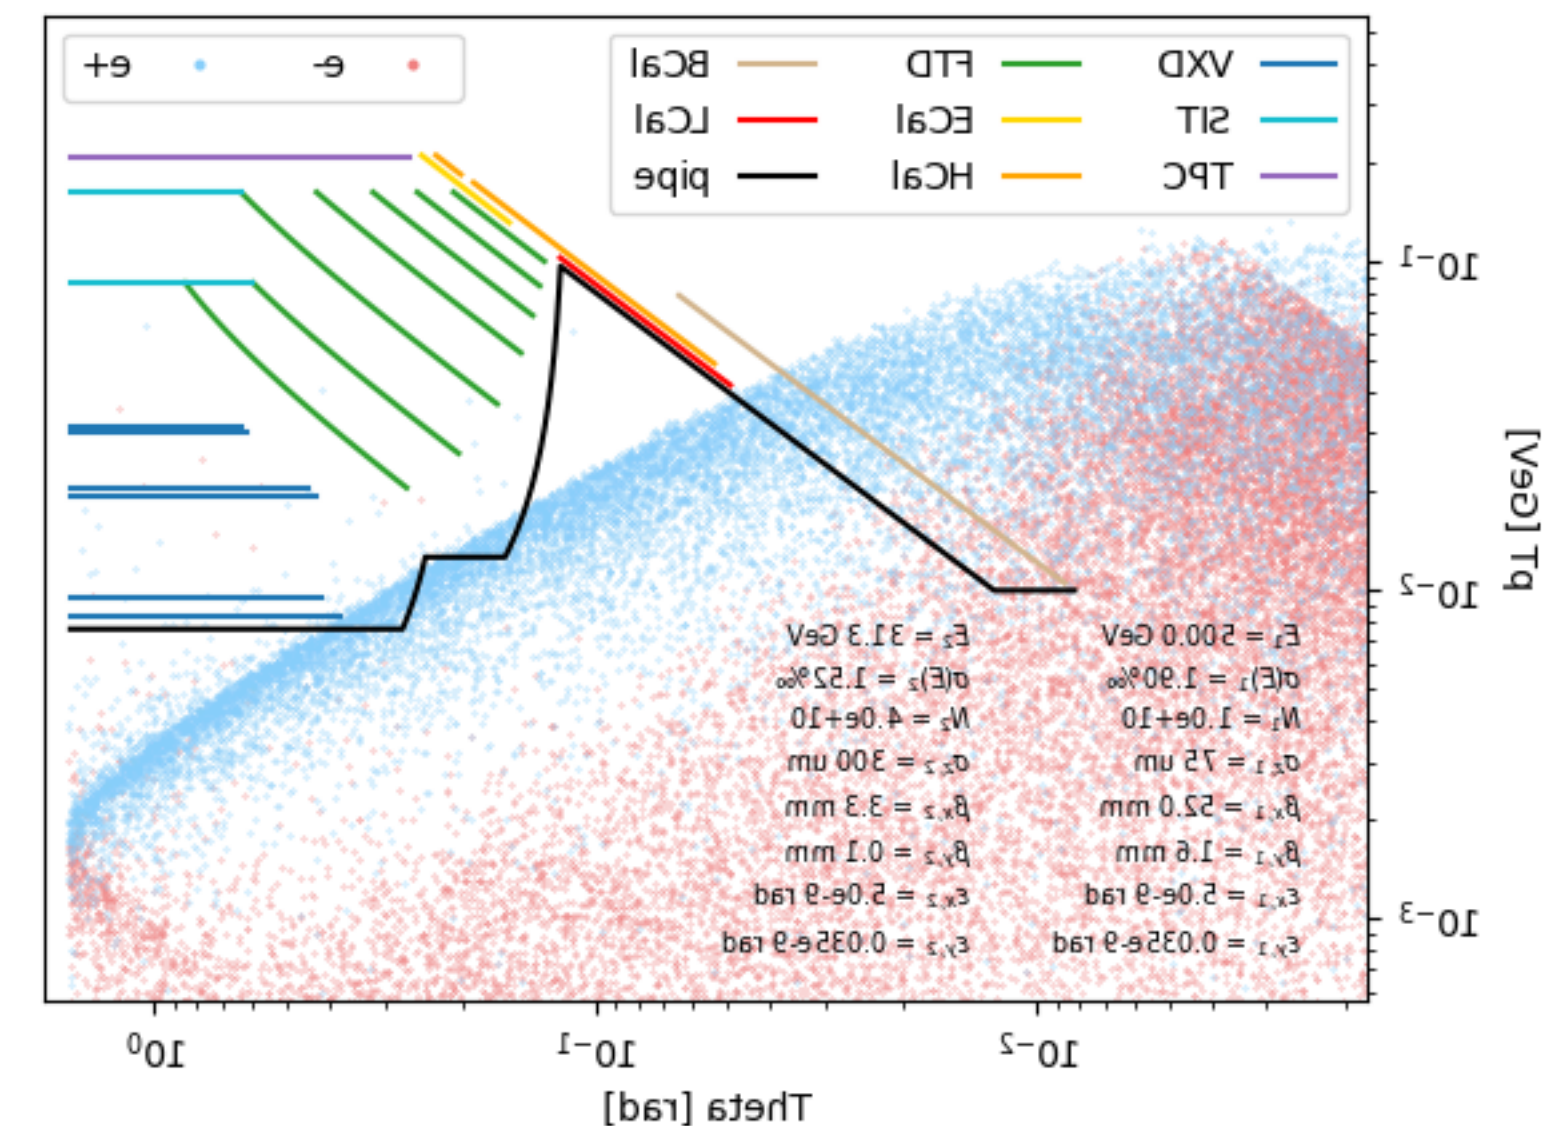 VXD FTD BCal
SIT ECal LCal
TPC HCal pipe
e- e+
10⁻¹
10⁻²
10⁻³
pT [GeV]
E₁ = 500.0 GeV E₂ = 31.3 GeV
σ(E)₁ = 1.90‰ σ(E)₂ = 1.52‰
N₁ = 1.0e+10 N₂ = 4.0e+10
σz,1 = 75 um σz,2 = 300 um
βx,1 = 52.0 mm βx,2 = 3.3 mm
βy,1 = 1.6 mm βy,2 = 0.1 mm
εx,1 = 5.0e-9 rad εx,2 = 5.0e-9 rad
εy,1 = 0.035e-9 rad εy,2 = 0.035e-9 rad
10⁻² 10⁻¹ 10⁰
Theta [rad]